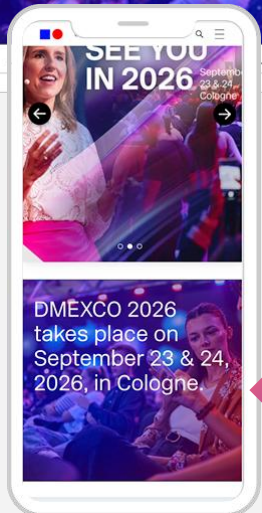 SEE YOU
IN 2026
September
23 & 24,
Cologne
DMEXCO 2026
takes place on
September 23 & 24,
2026, in Cologne.